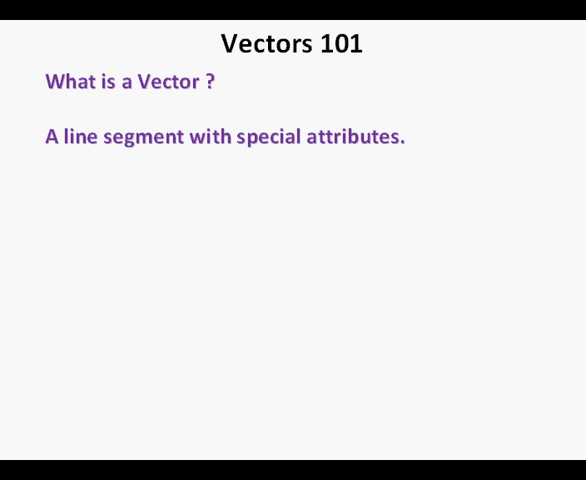 Vectors 101
What is a Vector ?
A line segment with special attributes.